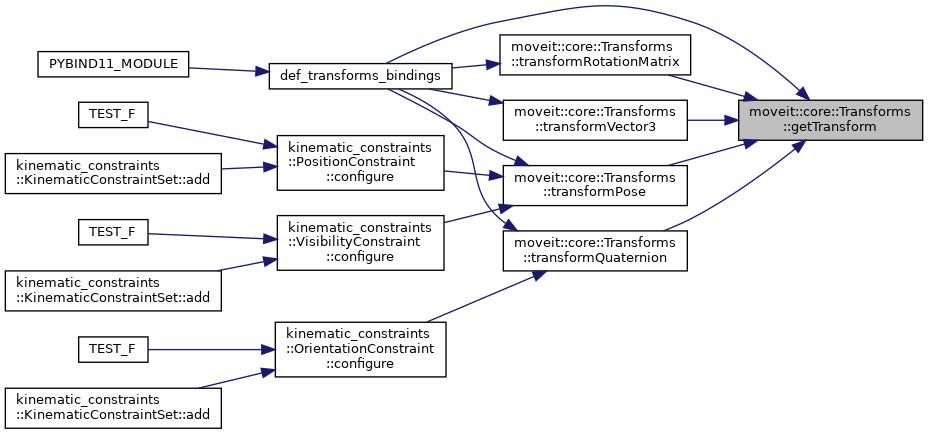 PYBIND11_MODULE
def_transforms_bindings
moveit::core::Transforms
::transformRotationMatrix
moveit::core::Transforms
::getTransform
TEST_F
moveit::core::Transforms
::transformVector3
kinematic_constraints
::PositionConstraint
::configure
kinematic_constraints
::KinematicConstraintSet::add
moveit::core::Transforms
::transformPose
TEST_F
kinematic_constraints
::VisibilityConstraint
::configure
moveit::core::Transforms
::transformQuaternion
kinematic_constraints
::KinematicConstraintSet::add
TEST_F
kinematic_constraints
::OrientationConstraint
::configure
kinematic_constraints
::KinematicConstraintSet::add